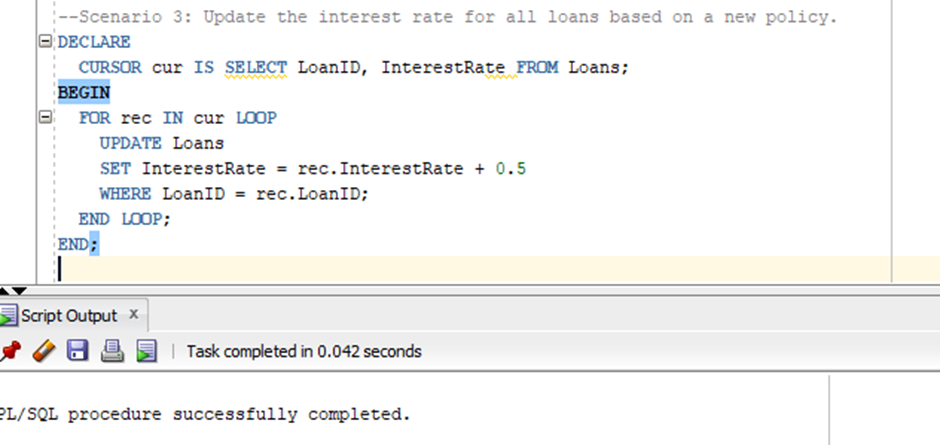 --Scenario 3: Update the interest rate for all loans based on a new policy.
DECLARE
CURSOR cur IS SELECT LoanID, InterestRate FROM Loans;
BEGIN
FOR rec IN cur LOOP
UPDATE Loans
SET InterestRate = rec.InterestRate + 0.5
WHERE LoanID = rec.LoanID;
END LOOP;
END;
Script Output x
Task completed in 0.042 seconds
PL/SQL procedure successfully completed.